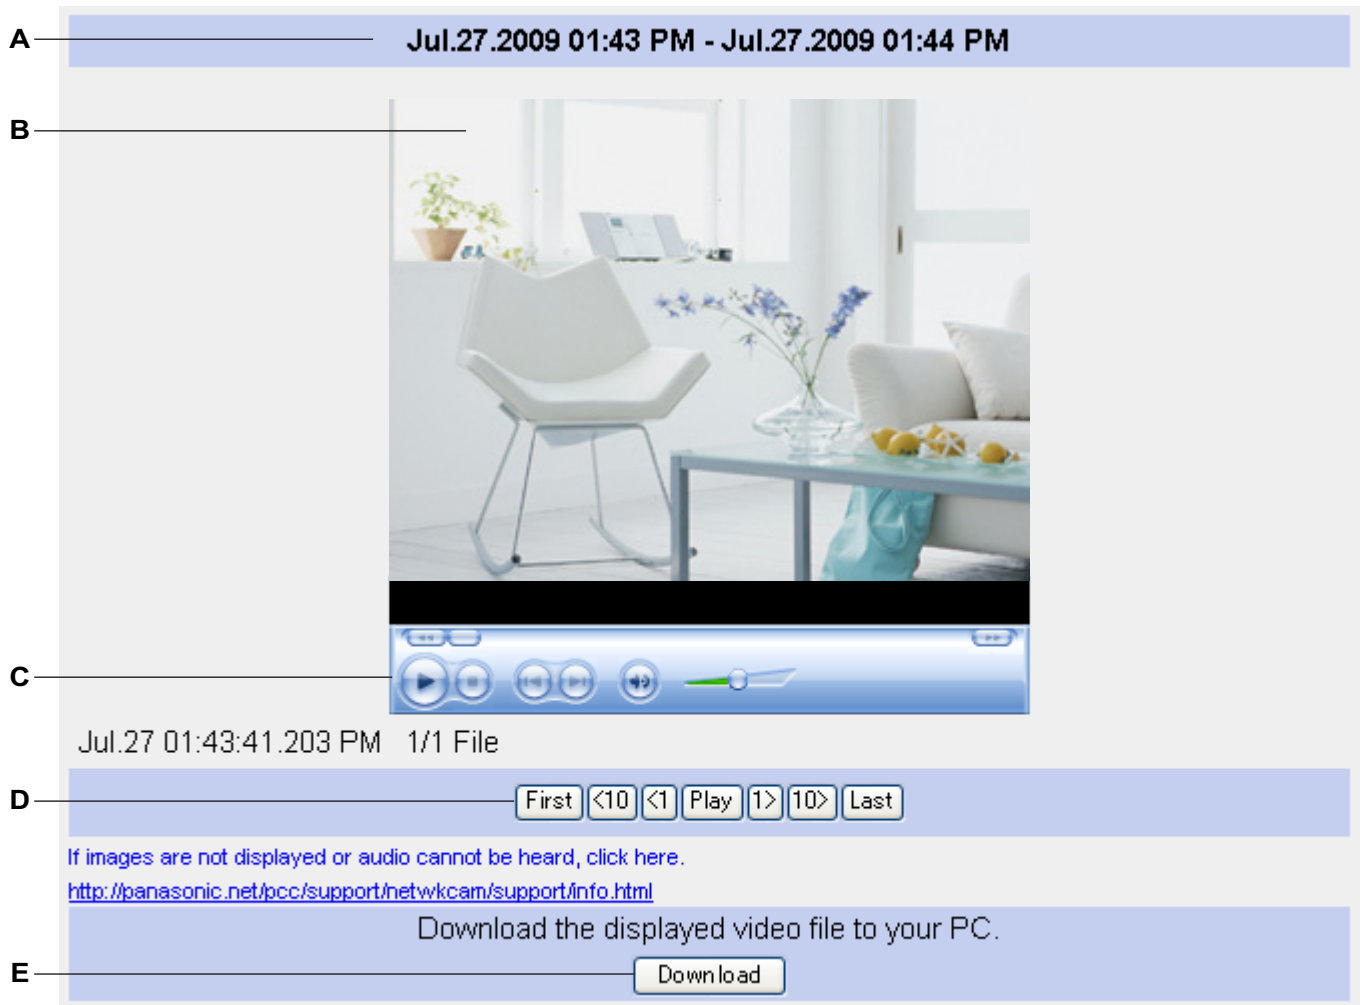 A
Jul.27.2009 01:43 PM - Jul.27.2009 01:44 PM
B
C
Jul.27 01:43:41.203 PM 1/1 File
D
First <10 <1 Play 1> 10> Last
If images are not displayed or audio cannot be heard, click here.
http://panasonic.net/pcc/support/netwkcam/support/info.html
Download the displayed video file to your PC.
E
Download